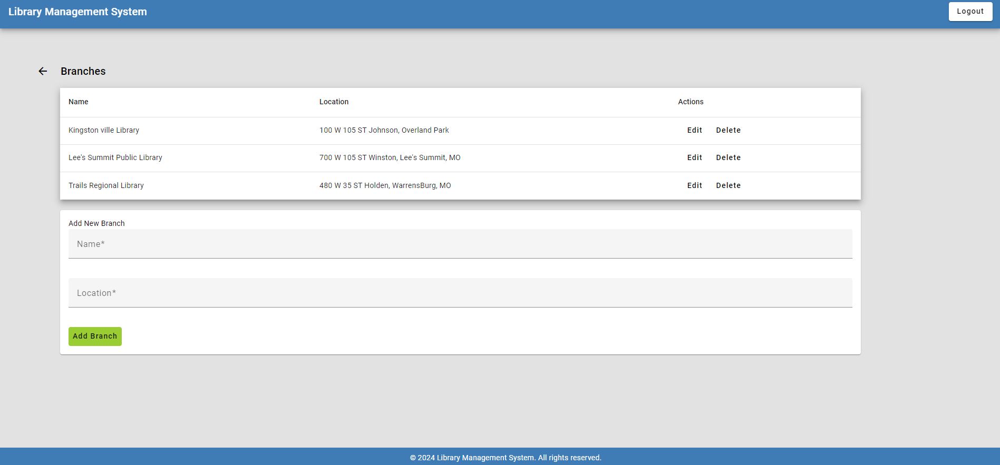 Library Management System Logout
Branches
Name Location Actions
Kingston ville Library 100 W 105 ST Johnson, Overland Park Edit Delete
Lee's Summit Public Library 700 W 105 ST Winston, Lee's Summit, MO Edit Delete
Trails Regional Library 480 W 35 ST Holden, WarrensBurg, MO Edit Delete
Add New Branch
Name*
Location*
Add Branch
© 2024 Library Management System. All rights reserved.